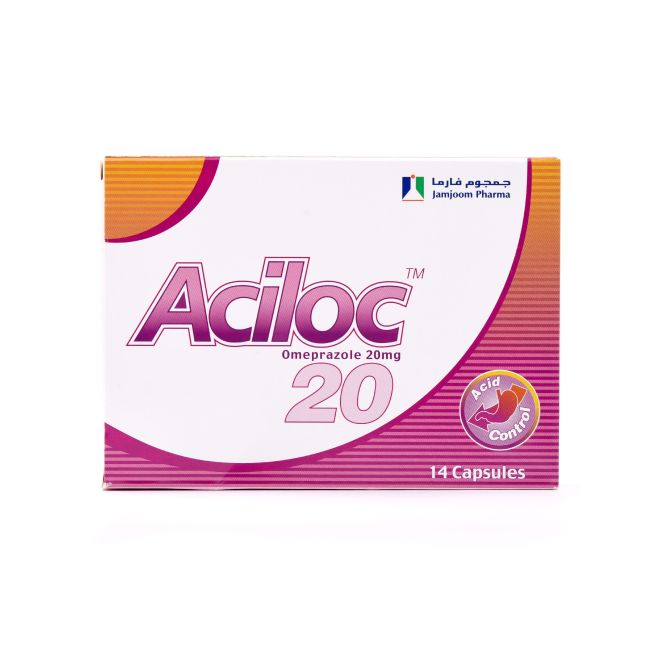 جمجوم فارما
Jamjoom Pharma
Aciloc™
Omeprazole 20mg
20
Acid
Control
14 Capsules